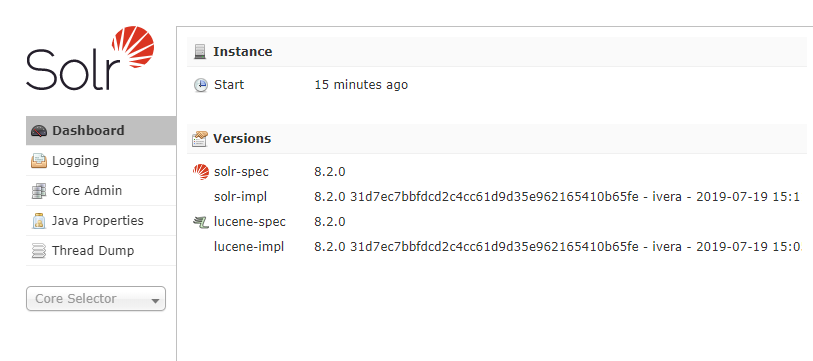 Solr
Dashboard
Logging
Core Admin
Java Properties
Thread Dump
Core Selector
Instance
Start 15 minutes ago
Versions
solr-spec 8.2.0
solr-impl 8.2.0 31d7ec7bbfdcd2c4cc61d9d35e962165410b65fe - ivera - 2019-07-19 15:1
lucene-spec 8.2.0
lucene-impl 8.2.0 31d7ec7bbfdcd2c4cc61d9d35e962165410b65fe - ivera - 2019-07-19 15:0